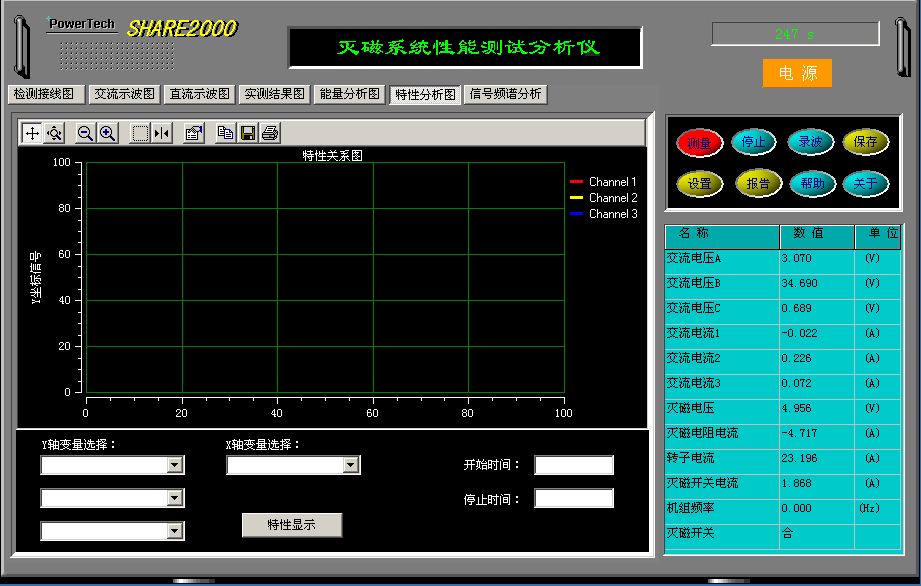 PowerTech SHARE2000
灭磁系统性能测试分析仪
247 s
电 源
检测接线图 交流示波图 直流示波图 实测结果图 能量分析图 特性分析图 信号频谱分析
测量 停止 录波 保存
设置 报告 帮助 关于
特性关系图
Y坐标信号
100
80
60
40
20
0
0 20 40 60 80 100
Channel 1
Channel 2
Channel 3
Y轴变量选择：
X轴变量选择：
开始时间：
停止时间：
特性显示
名 称 数 值 单 位
交流电压A 3.070 (V)
交流电压B 34.690 (V)
交流电压C 0.689 (V)
交流电流1 -0.022 (A)
交流电流2 0.226 (A)
交流电流3 0.072 (A)
灭磁电压 4.956 (V)
灭磁电阻电流 -4.717 (A)
转子电流 23.196 (A)
灭磁开关电流 1.868 (A)
机组频率 0.000 (Hz)
灭磁开关 合